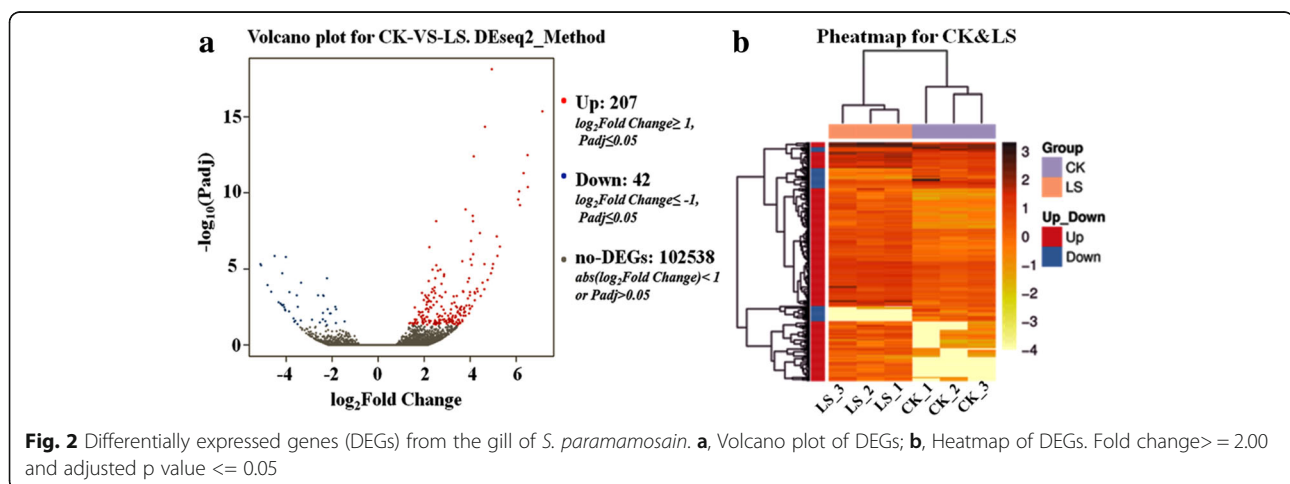 a
Volcano plot for CK-VS-LS. DEseq2_Method
15
10
5
0
-log10(Padj)
-4 -2 0 2 4 6
log2Fold Change
Up: 207
log2Fold Change≥ 1,
Padj≤0.05
Down: 42
log2Fold Change≤ -1,
Padj≤0.05
no-DEGs: 102538
abs(log2Fold Change)< 1
or Padj>0.05
b
Pheatmap for CK&LS
3
2
1
0
−1
−2
−3
−4
Group
CK
LS
Up_Down
Up
Down
LS_3 LS_2 LS_1 CK_1 CK_2 CK_3
Fig. 2 Differentially expressed genes (DEGs) from the gill of S. paramamosain. a, Volcano plot of DEGs; b, Heatmap of DEGs. Fold change> = 2.00
and adjusted p value <= 0.05